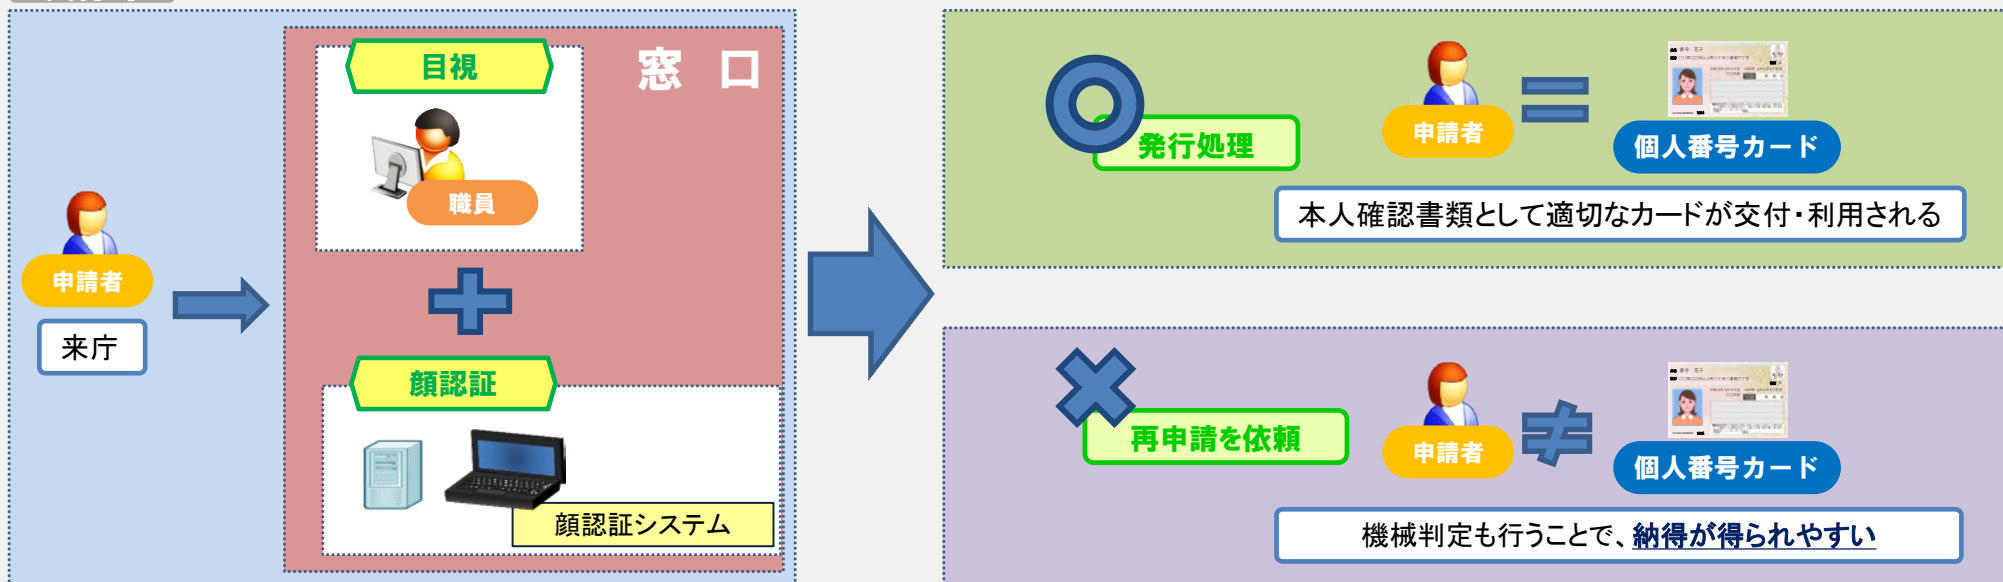 窓 口
目視
職員
申請者
来庁
顔認証
顔認証システム
発行処理
申請者
個人番号カード
本人確認書類として適切なカードが交付・利用される
再申請を依頼
申請者
個人番号カード
機械判定も行うことで、納得が得られやすい